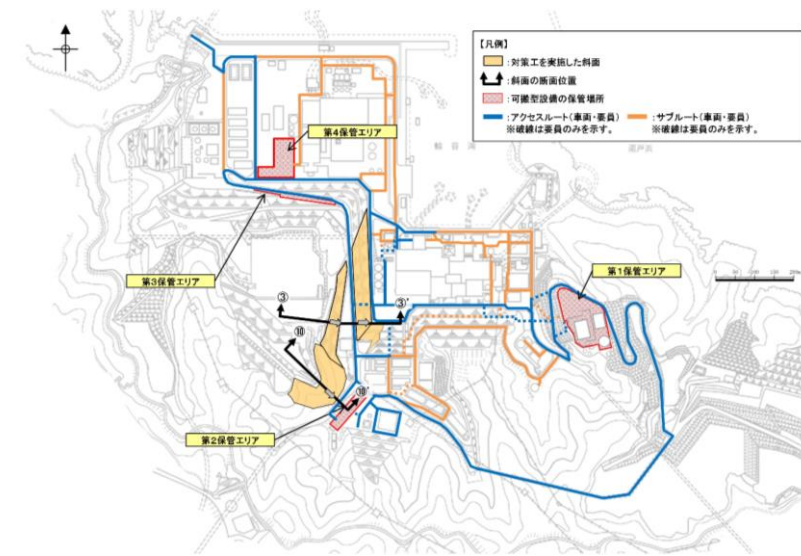 【凡例】
：対策工を実施した斜面
：斜面の断面位置
：可搬型設備の保管場所
：アクセスルート（車両・要員）
※破線は要員のみを示す。
：サブルート（車両・要員）
※破線は要員のみを示す。
第4保管エリア
第3保管エリア
第1保管エリア
③
③'
⑩
⑩'
第2保管エリア